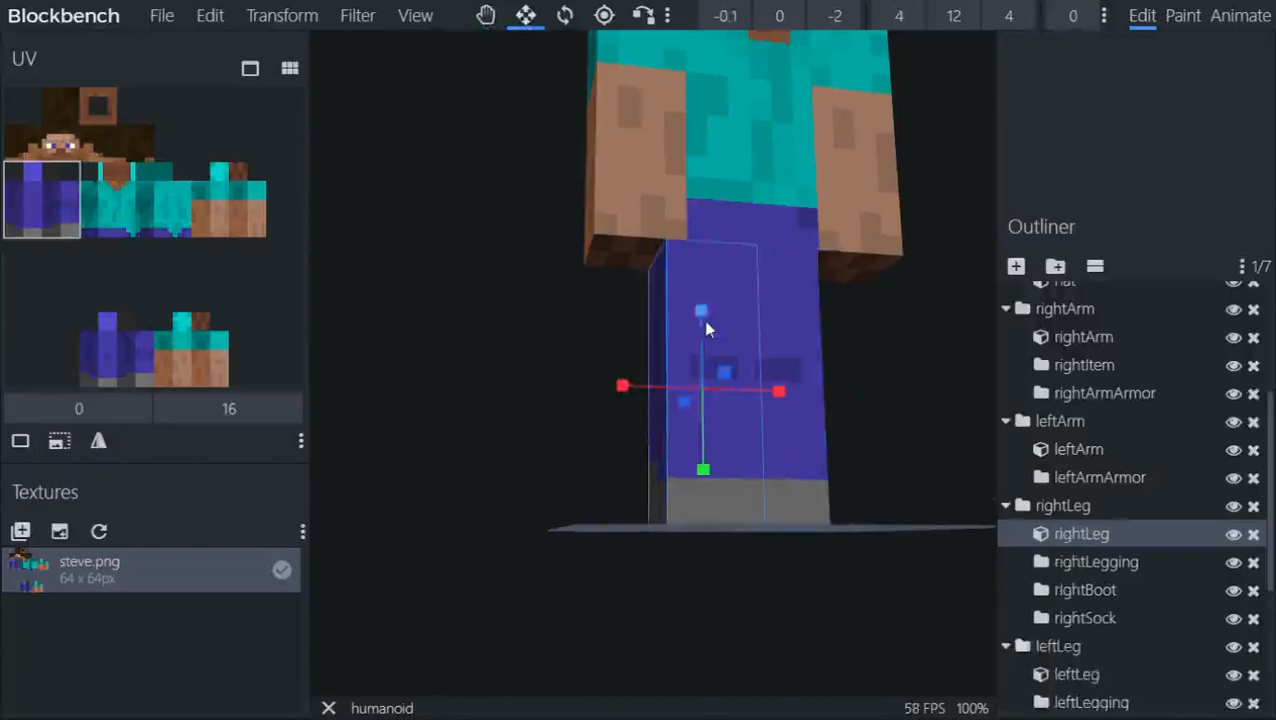 Blockbench File Edit Transform Filter View -0.1 0 -2 4 12 4 0 Edit Paint Animate
UV
Outliner
1/7
rightArm
rightArm
rightItem
rightArmArmor
leftArm
leftArm
leftArmArmor
rightLeg
rightLeg
rightLegging
rightBoot
rightSock
leftLeg
leftLeg
leftLegging
0 16
Textures
steve.png
64 x 64px
humanoid 58 FPS 100%